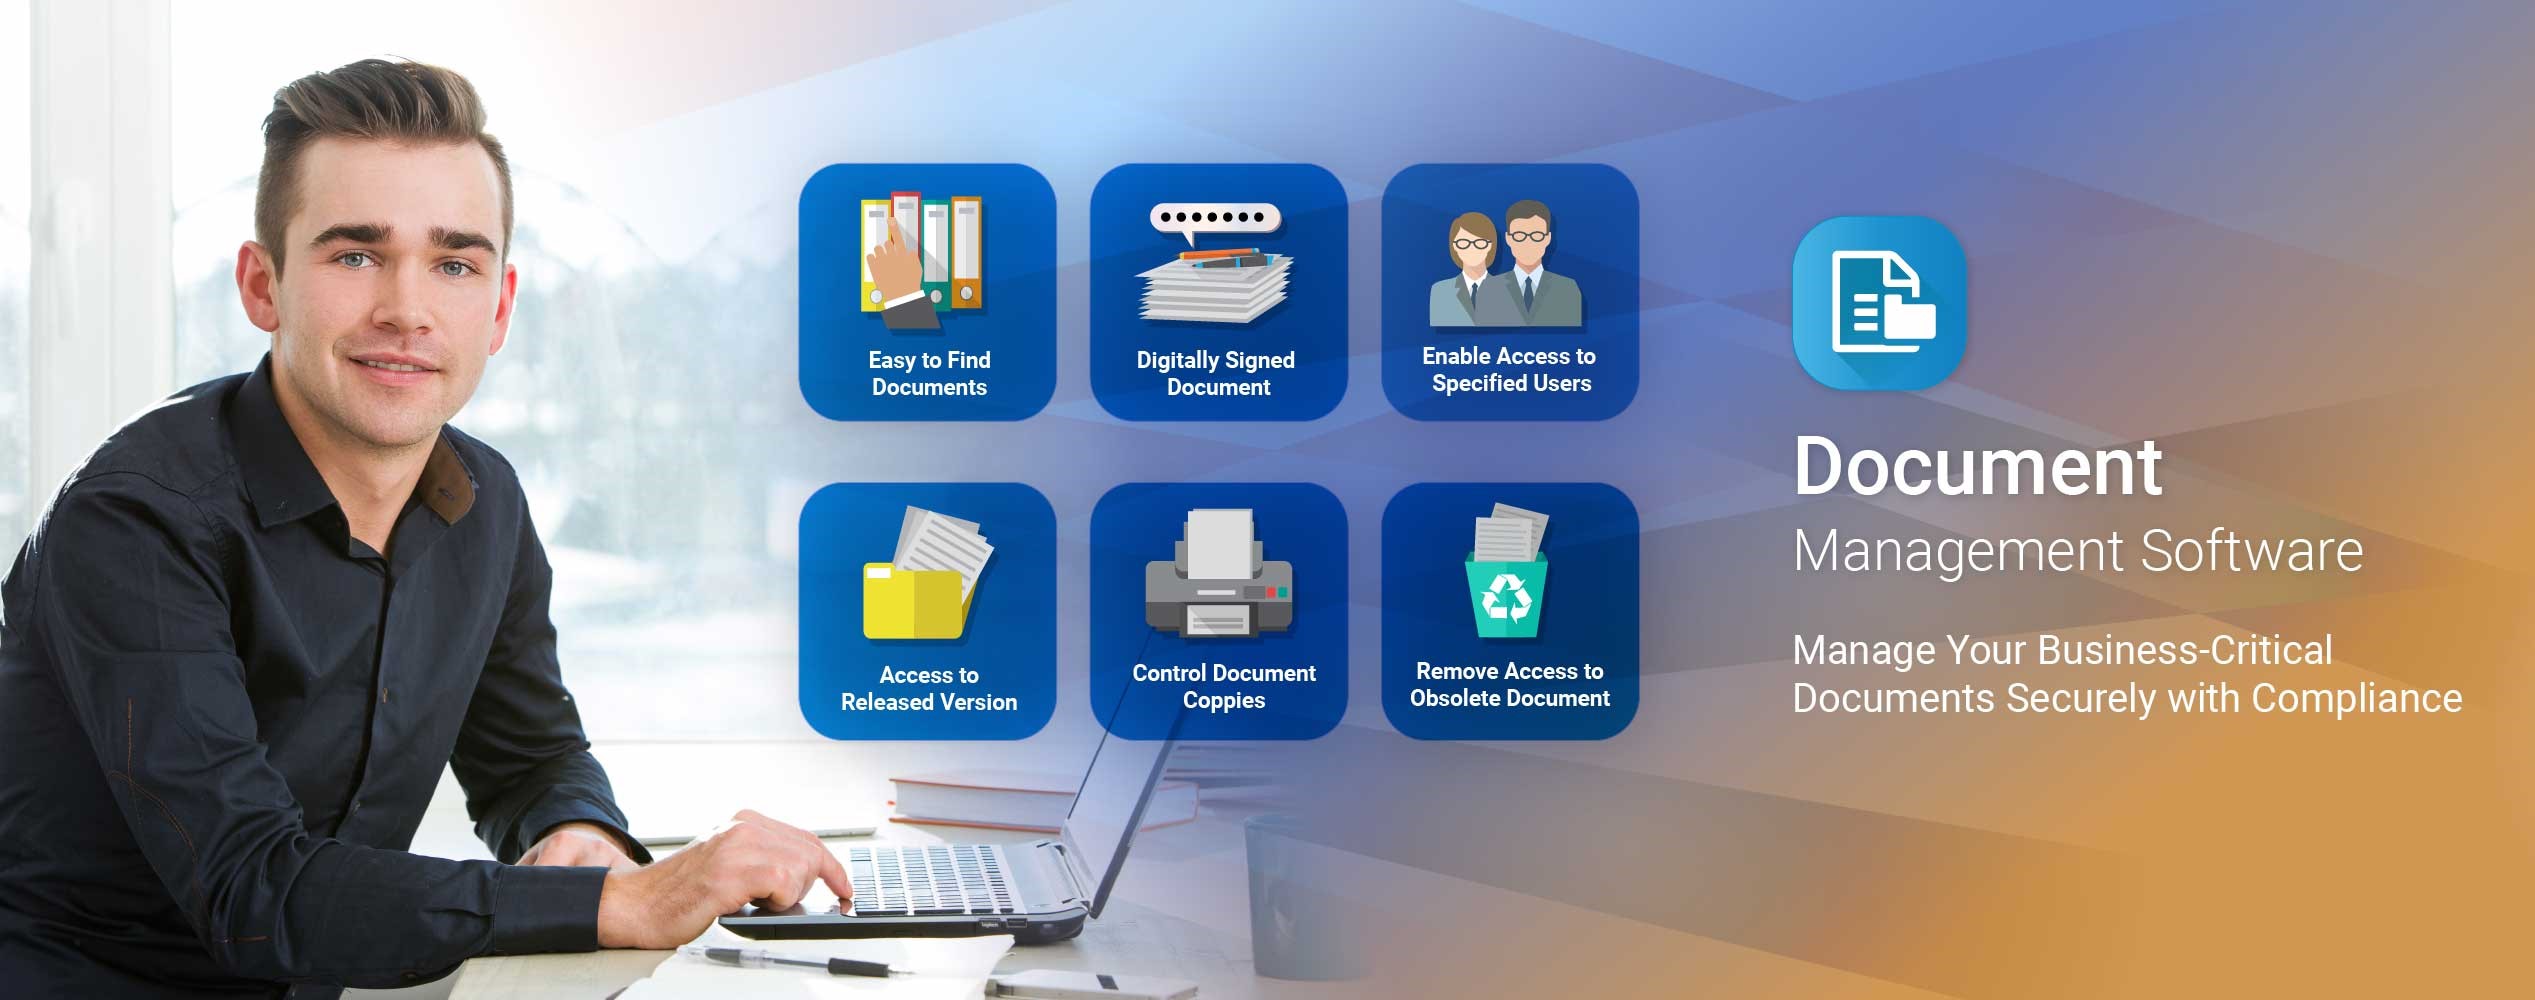 Easy to Find
Documents
Digitally Signed
Document
Enable Access to
Specified Users
Access to
Released Version
Control Document
Coppies
Remove Access to
Obsolete Document
Document
Management Software
Manage Your Business-Critical
Documents Securely with Compliance